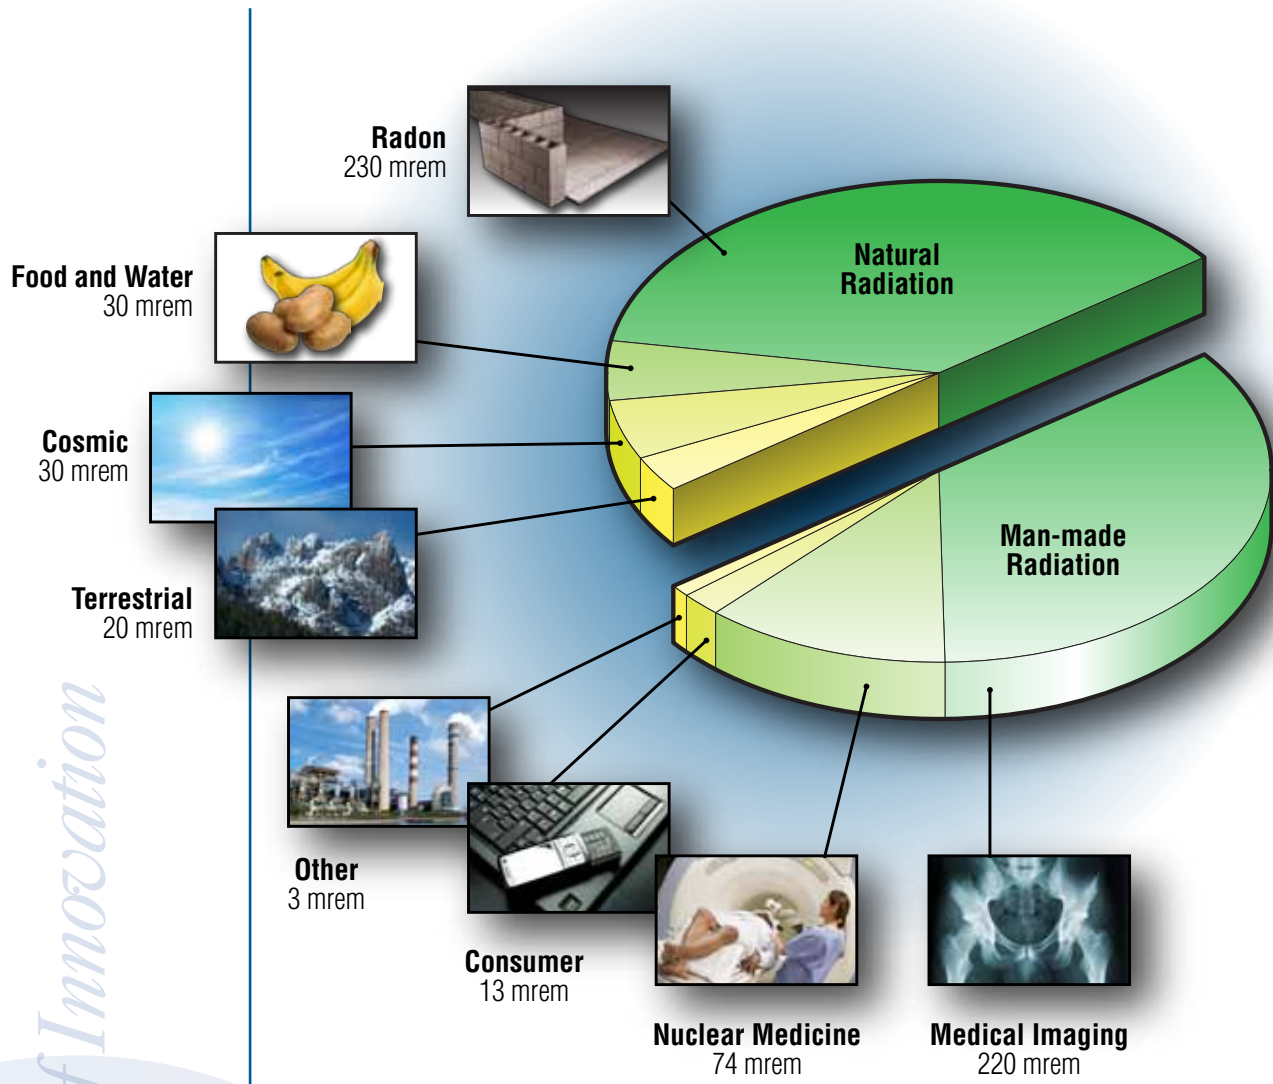 Radon
230 mrem
Food and Water
30 mrem
Cosmic
30 mrem
Terrestrial
20 mrem
Natural
Radiation
Man-made
Radiation
Other
3 mrem
Consumer
13 mrem
Nuclear Medicine
74 mrem
Medical Imaging
220 mrem
f Innovation